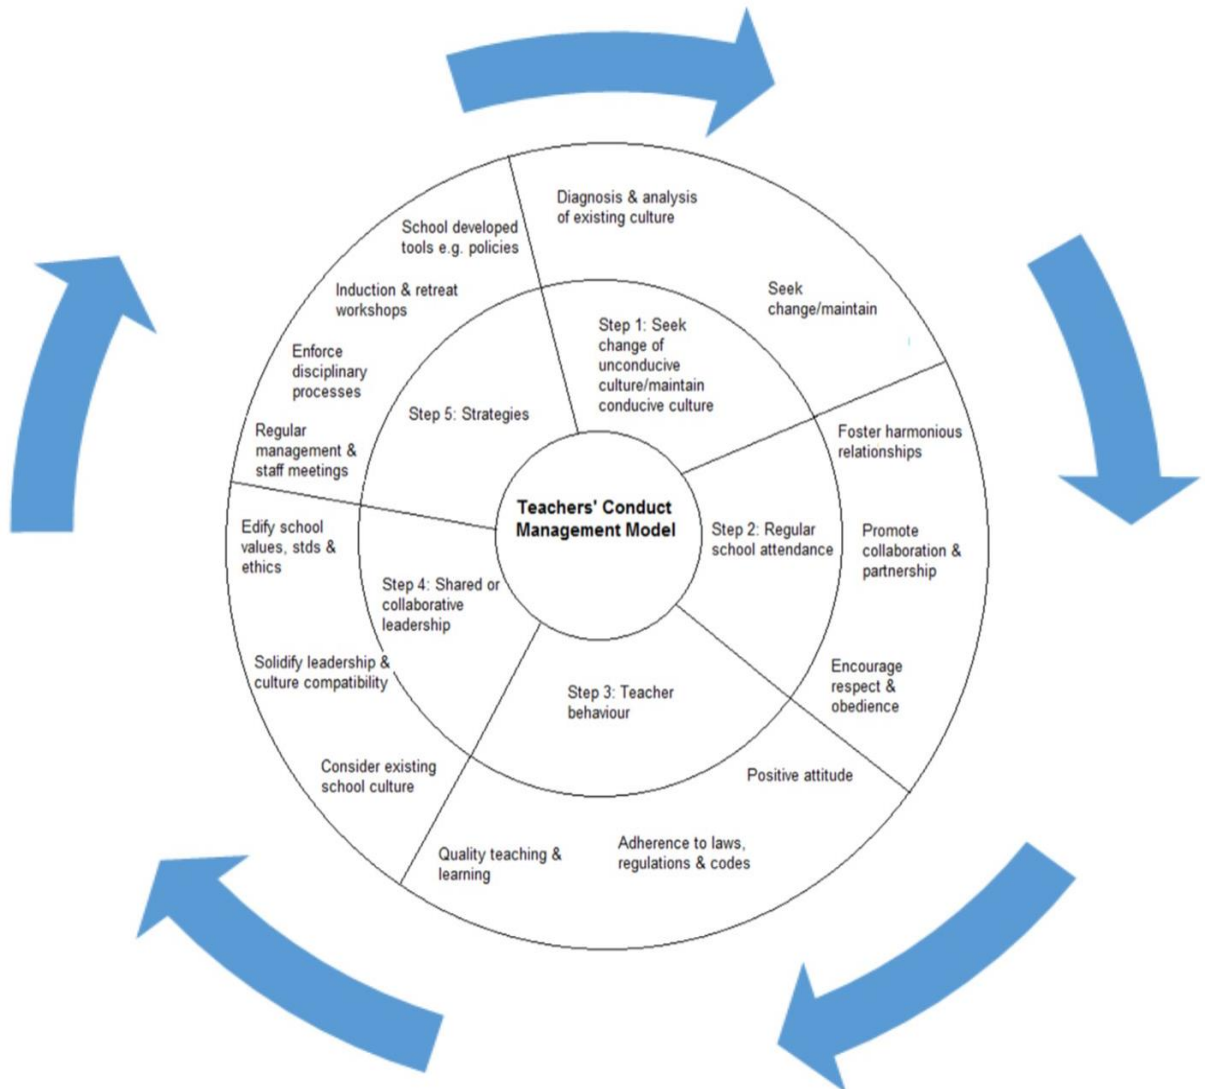 Teachers' Conduct
Management Model
Step 1: Seek
change of
unconducive
culture/maintain
conducive culture
Diagnosis & analysis
of existing culture
Seek
change/maintain
Step 2: Regular
school attendance
Foster harmonious
relationships
Promote
collaboration &
partnership
Encourage
respect &
obedience
Step 3: Teacher
behaviour
Positive attitude
Adherence to laws,
regulations & codes
Quality teaching &
learning
Step 4: Shared or
collaborative
leadership
Consider existing
school culture
Solidify leadership &
culture compatibility
Edify school
values, stds &
ethics
Step 5: Strategies
Regular
management &
staff meetings
Enforce
disciplinary
processes
Induction & retreat
workshops
School developed
tools e.g. policies